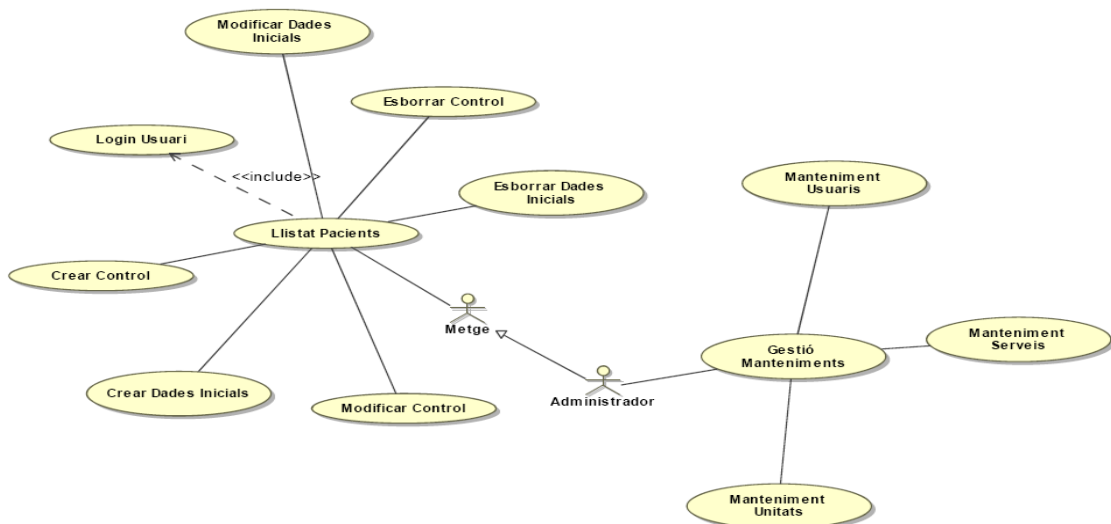 Modificar Dades
Inicials
Esborrar Control
Login Usuari
<<include>>
Esborrar Dades
Inicials
Manteniment
Usuaris
Llistat Pacients
Crear Control
Metge
Manteniment
Serveis
Gestió
Manteniments
Crear Dades Inicials
Modificar Control
Administrador
Manteniment
Unitats